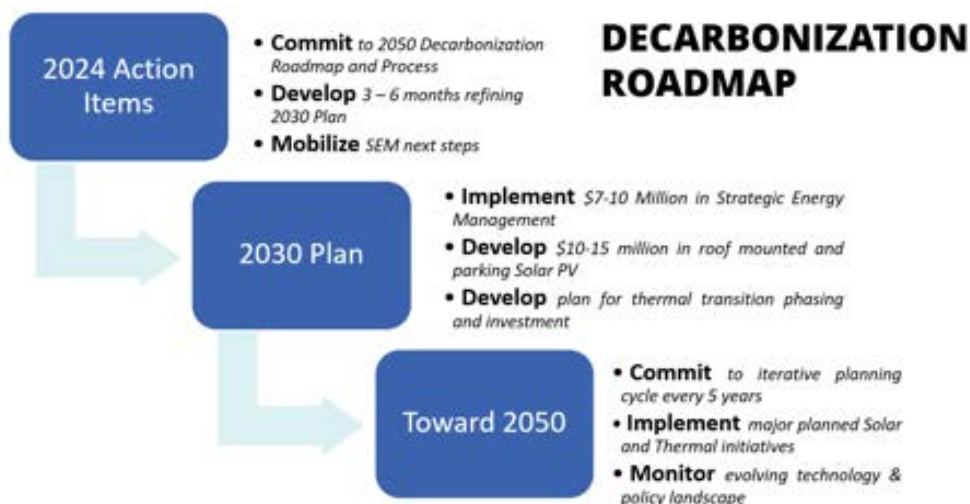 DECARBONIZATION
ROADMAP
2024 Action
Items
• Commit to 2050 Decarbonization
Roadmap and Process
• Develop 3 – 6 months refining
2030 Plan
• Mobilize SEM next steps
2030 Plan
• Implement $7-10 Million in Strategic Energy
Management
• Develop $10-15 million in roof mounted and
parking Solar PV
• Develop plan for thermal transition phasing
and investment
Toward 2050
• Commit to iterative planning
cycle every 5 years
• Implement major planned Solar
and Thermal initiatives
• Monitor evolving technology &
policy landscape